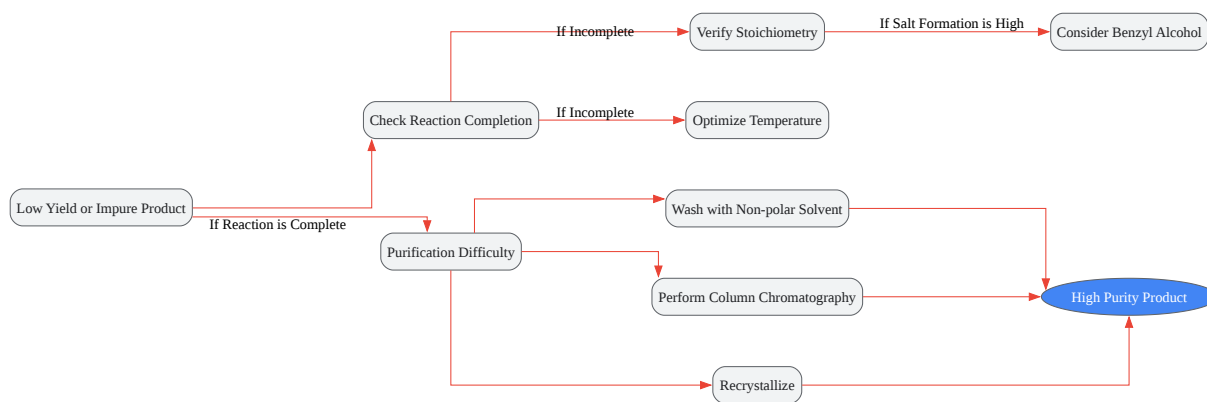 If Incomplete
Verify Stoichiometry
If Salt Formation is High
Consider Benzyl Alcohol
Check Reaction Completion
If Incomplete
Optimize Temperature
Low Yield or Impure Product
If Reaction is Complete
Wash with Non-polar Solvent
Purification Difficulty
Perform Column Chromatography
High Purity Product
Recrystallize